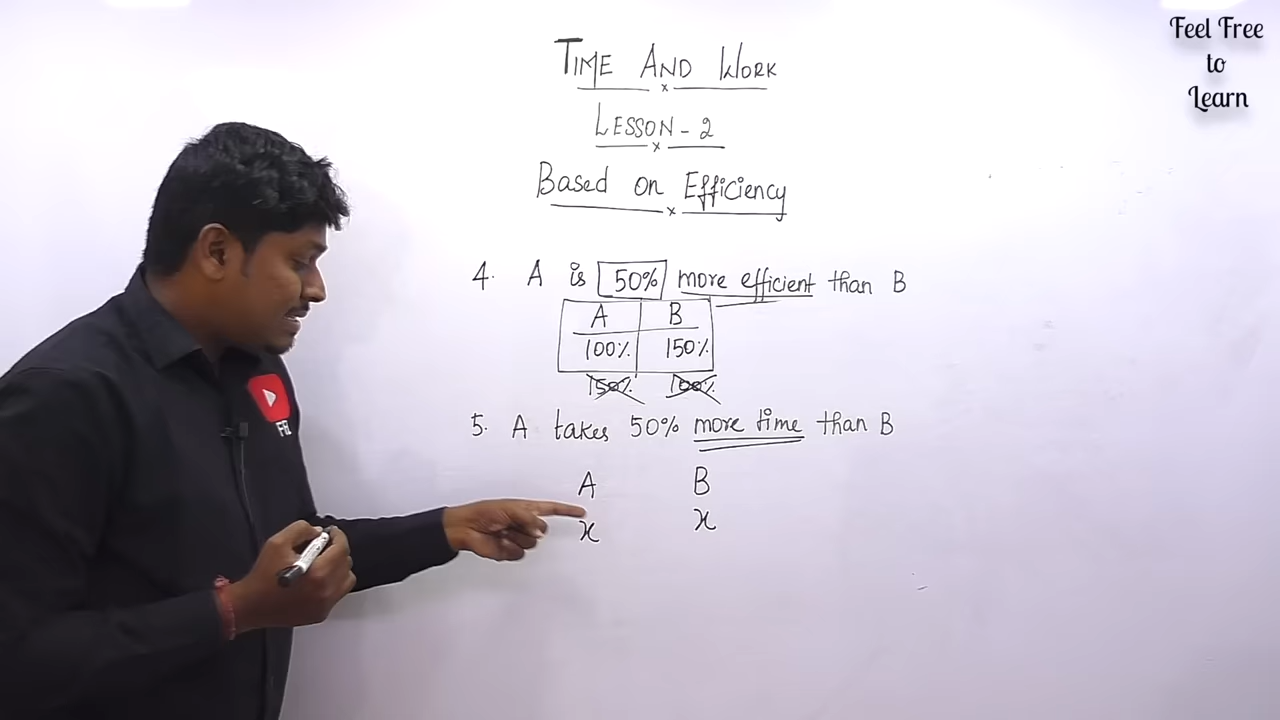 Feel Free
to
Learn
TIME AND WORK
x
LESSON - 2
x
Based on Efficiency
x
4. A is 50% more efficient than B
A B
100% 150%
150% 100%
5. A takes 50% more time than B
A B
x x